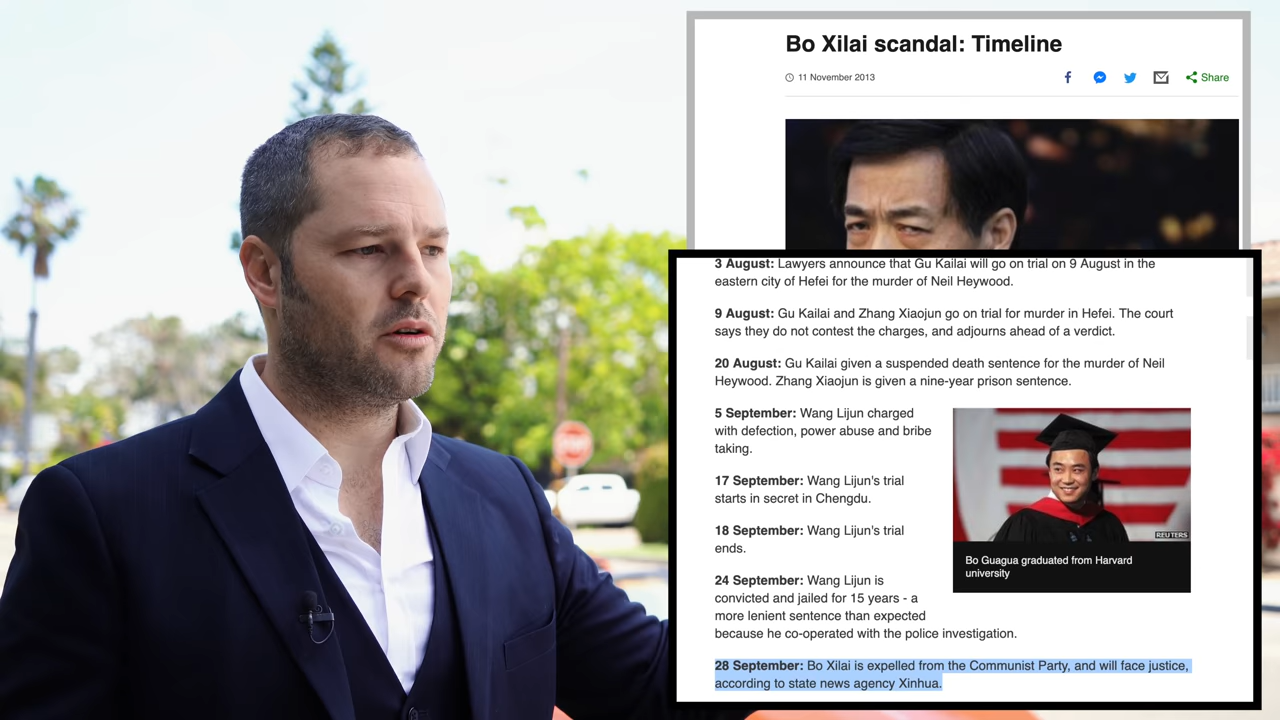 Bo Xilai scandal: Timeline
11 November 2013
Share
3 August: Lawyers announce that Gu Kailai will go on trial on 9 August in the
eastern city of Hefei for the murder of Neil Heywood.
9 August: Gu Kailai and Zhang Xiaojun go on trial for murder in Hefei. The court
says they do not contest the charges, and adjourns ahead of a verdict.
20 August: Gu Kailai given a suspended death sentence for the murder of Neil
Heywood. Zhang Xiaojun is given a nine-year prison sentence.
5 September: Wang Lijun charged
with defection, power abuse and bribe
taking.
17 September: Wang Lijun's trial
starts in secret in Chengdu.
18 September: Wang Lijun's trial
ends.
24 September: Wang Lijun is
convicted and jailed for 15 years - a
more lenient sentence than expected
because he co-operated with the police investigation.
REUTERS
Bo Guagua graduated from Harvard
university
28 September: Bo Xilai is expelled from the Communist Party, and will face justice,
according to state news agency Xinhua.